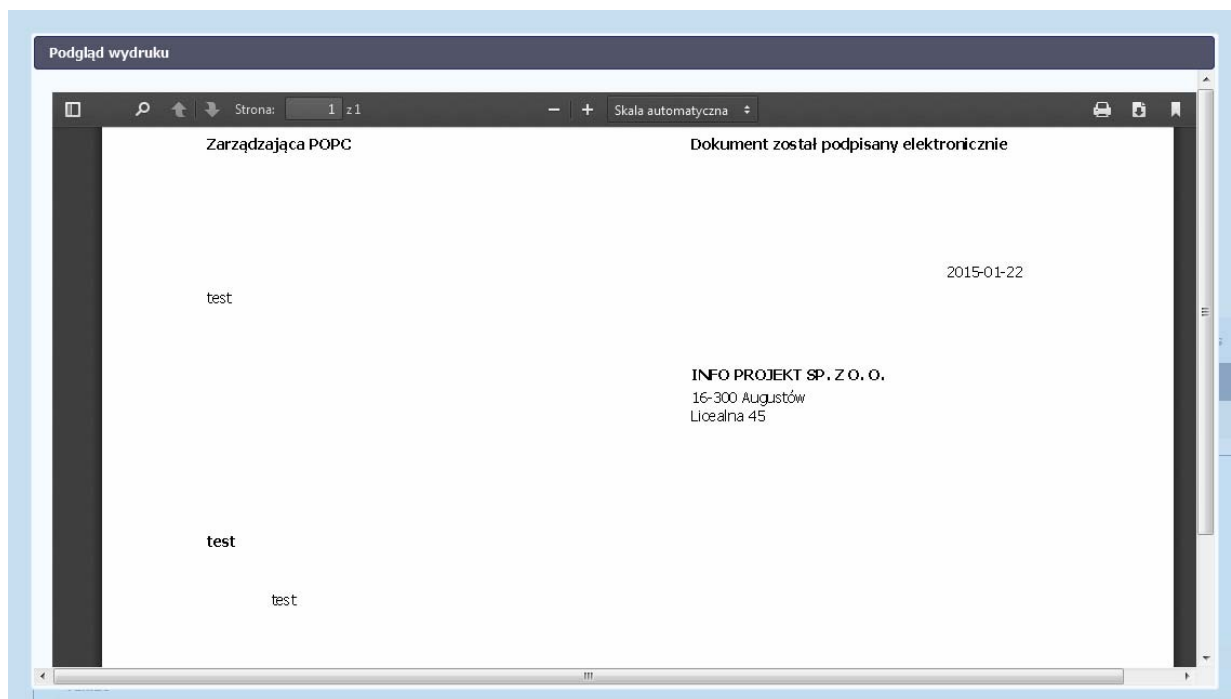 Podgląd wydruku
Strona: 1 z 1
Skala automatyczna
Zarządzająca POPC
Dokument został podpisany elektronicznie
2015-01-22
test
INFO PROJEKT SP. Z O. O.
16-300 Augustów
Licealna 45
test
test